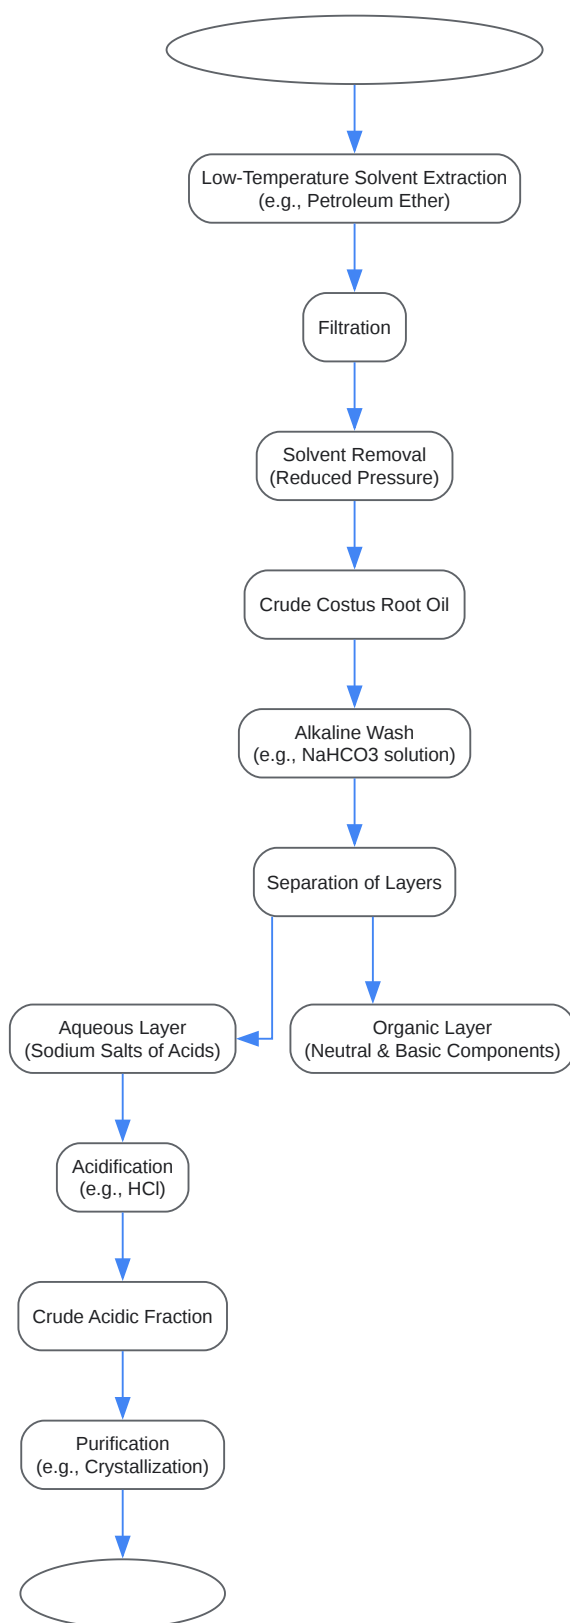 Low-Temperature Solvent Extraction
(e.g., Petroleum Ether)
Filtration
Solvent Removal
(Reduced Pressure)
Crude Costus Root Oil
Alkaline Wash
(e.g., NaHCO3 solution)
Separation of Layers
Aqueous Layer
(Sodium Salts of Acids)
Organic Layer
(Neutral & Basic Components)
Acidification
(e.g., HCl)
Crude Acidic Fraction
Purification
(e.g., Crystallization)